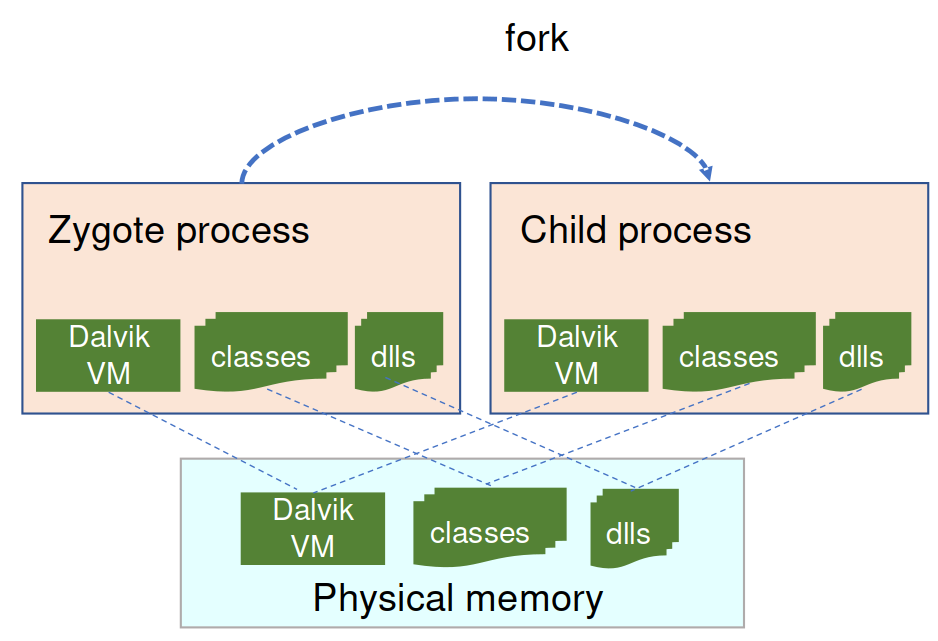 fork
Zygote process
Child process
Dalvik
VM
classes
dlls
Dalvik
VM
classes
dlls
Dalvik
VM
classes
dlls
Physical memory